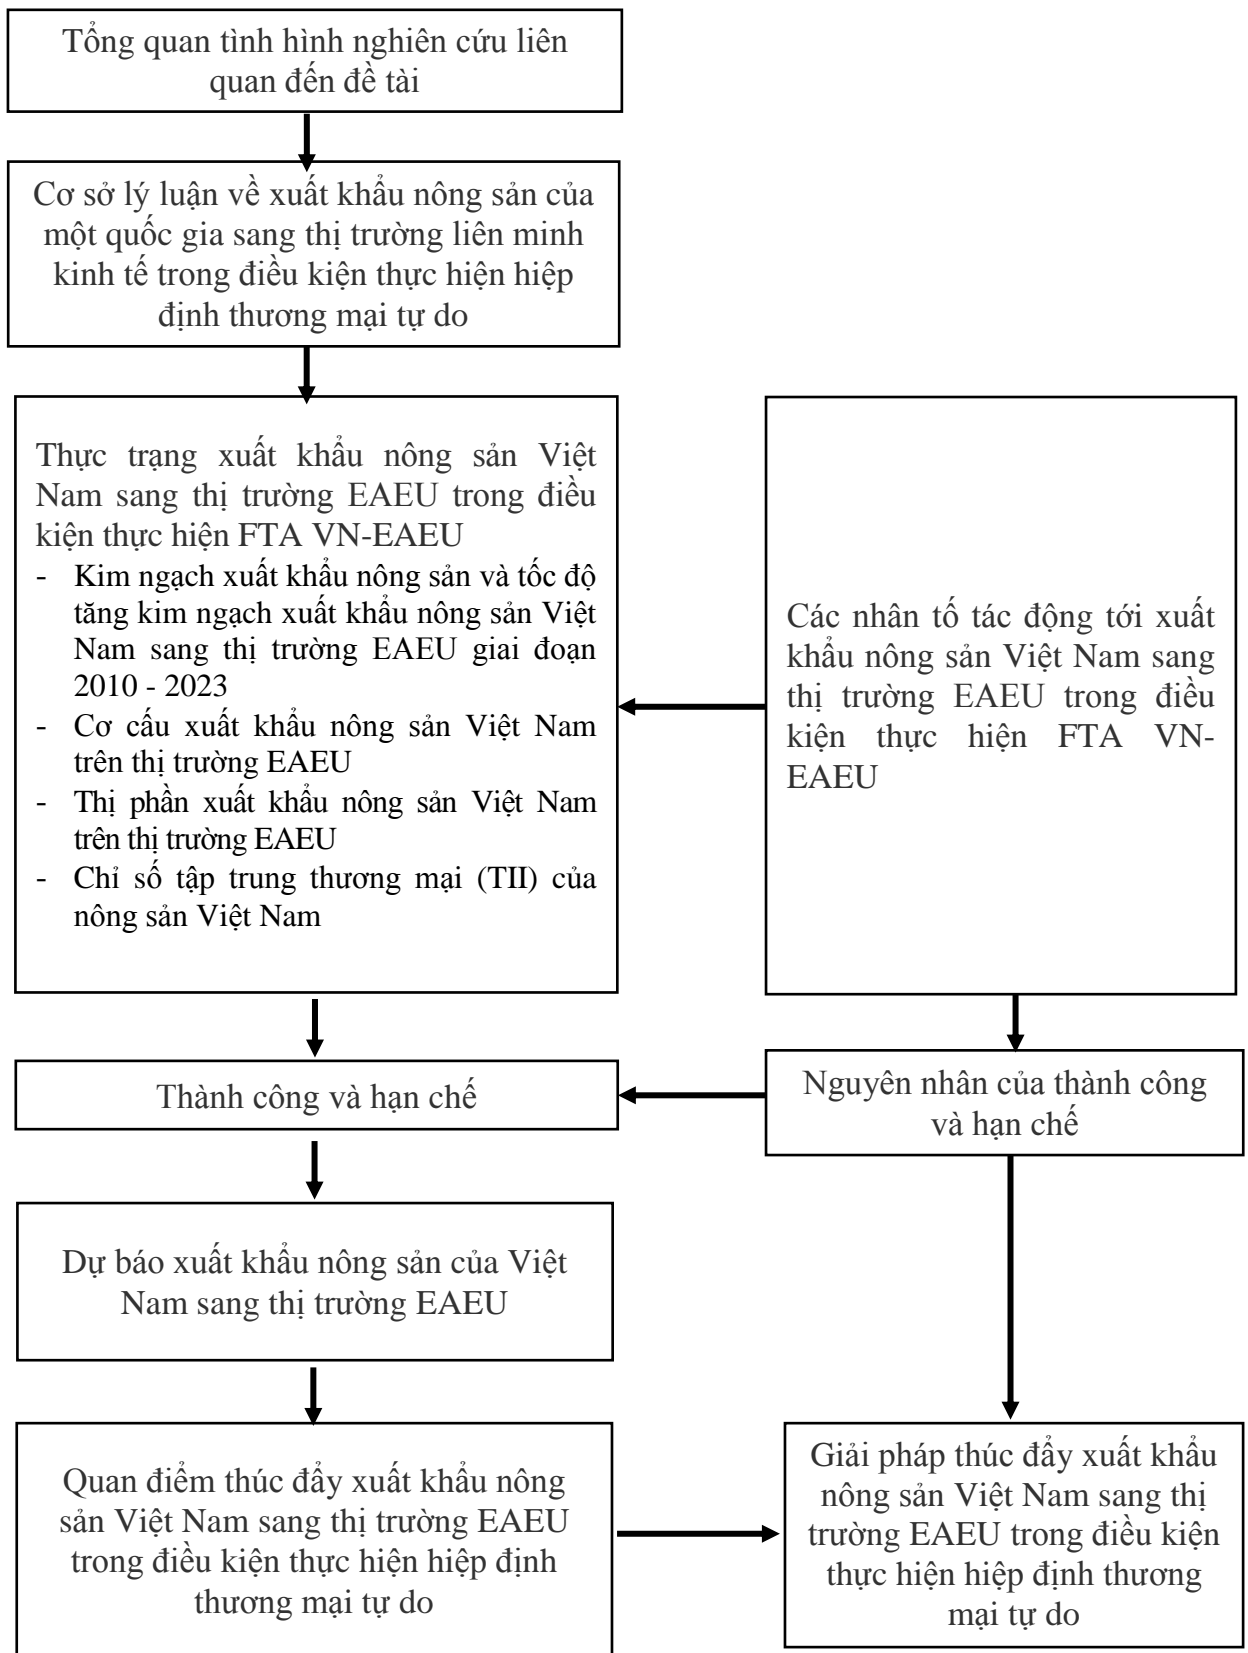 Tổng quan tình hình nghiên cứu liên
quan đến đề tài
Cơ sở lý luận về xuất khẩu nông sản của
một quốc gia sang thị trường liên minh
kinh tế trong điều kiện thực hiện hiệp
định thương mại tự do
Thực trạng xuất khẩu nông sản Việt
Nam sang thị trường EAEU trong điều
kiện thực hiện FTA VN-EAEU
- Kim ngạch xuất khẩu nông sản và tốc độ
tăng kim ngạch xuất khẩu nông sản Việt
Nam sang thị trường EAEU giai đoạn
2010 - 2023
- Cơ cấu xuất khẩu nông sản Việt Nam
trên thị trường EAEU
- Thị phần xuất khẩu nông sản Việt Nam
trên thị trường EAEU
- Chỉ số tập trung thương mại (TII) của
nông sản Việt Nam
Các nhân tố tác động tới xuất
khẩu nông sản Việt Nam sang
thị trường EAEU trong điều
kiện thực hiện FTA VN-
EAEU
Thành công và hạn chế
Nguyên nhân của thành công
và hạn chế
Dự báo xuất khẩu nông sản của Việt
Nam sang thị trường EAEU
Quan điểm thúc đẩy xuất khẩu nông
sản Việt Nam sang thị trường EAEU
trong điều kiện thực hiện hiệp định
thương mại tự do
Giải pháp thúc đẩy xuất khẩu
nông sản Việt Nam sang thị
trường EAEU trong điều kiện
thực hiện hiệp định thương
mại tự do